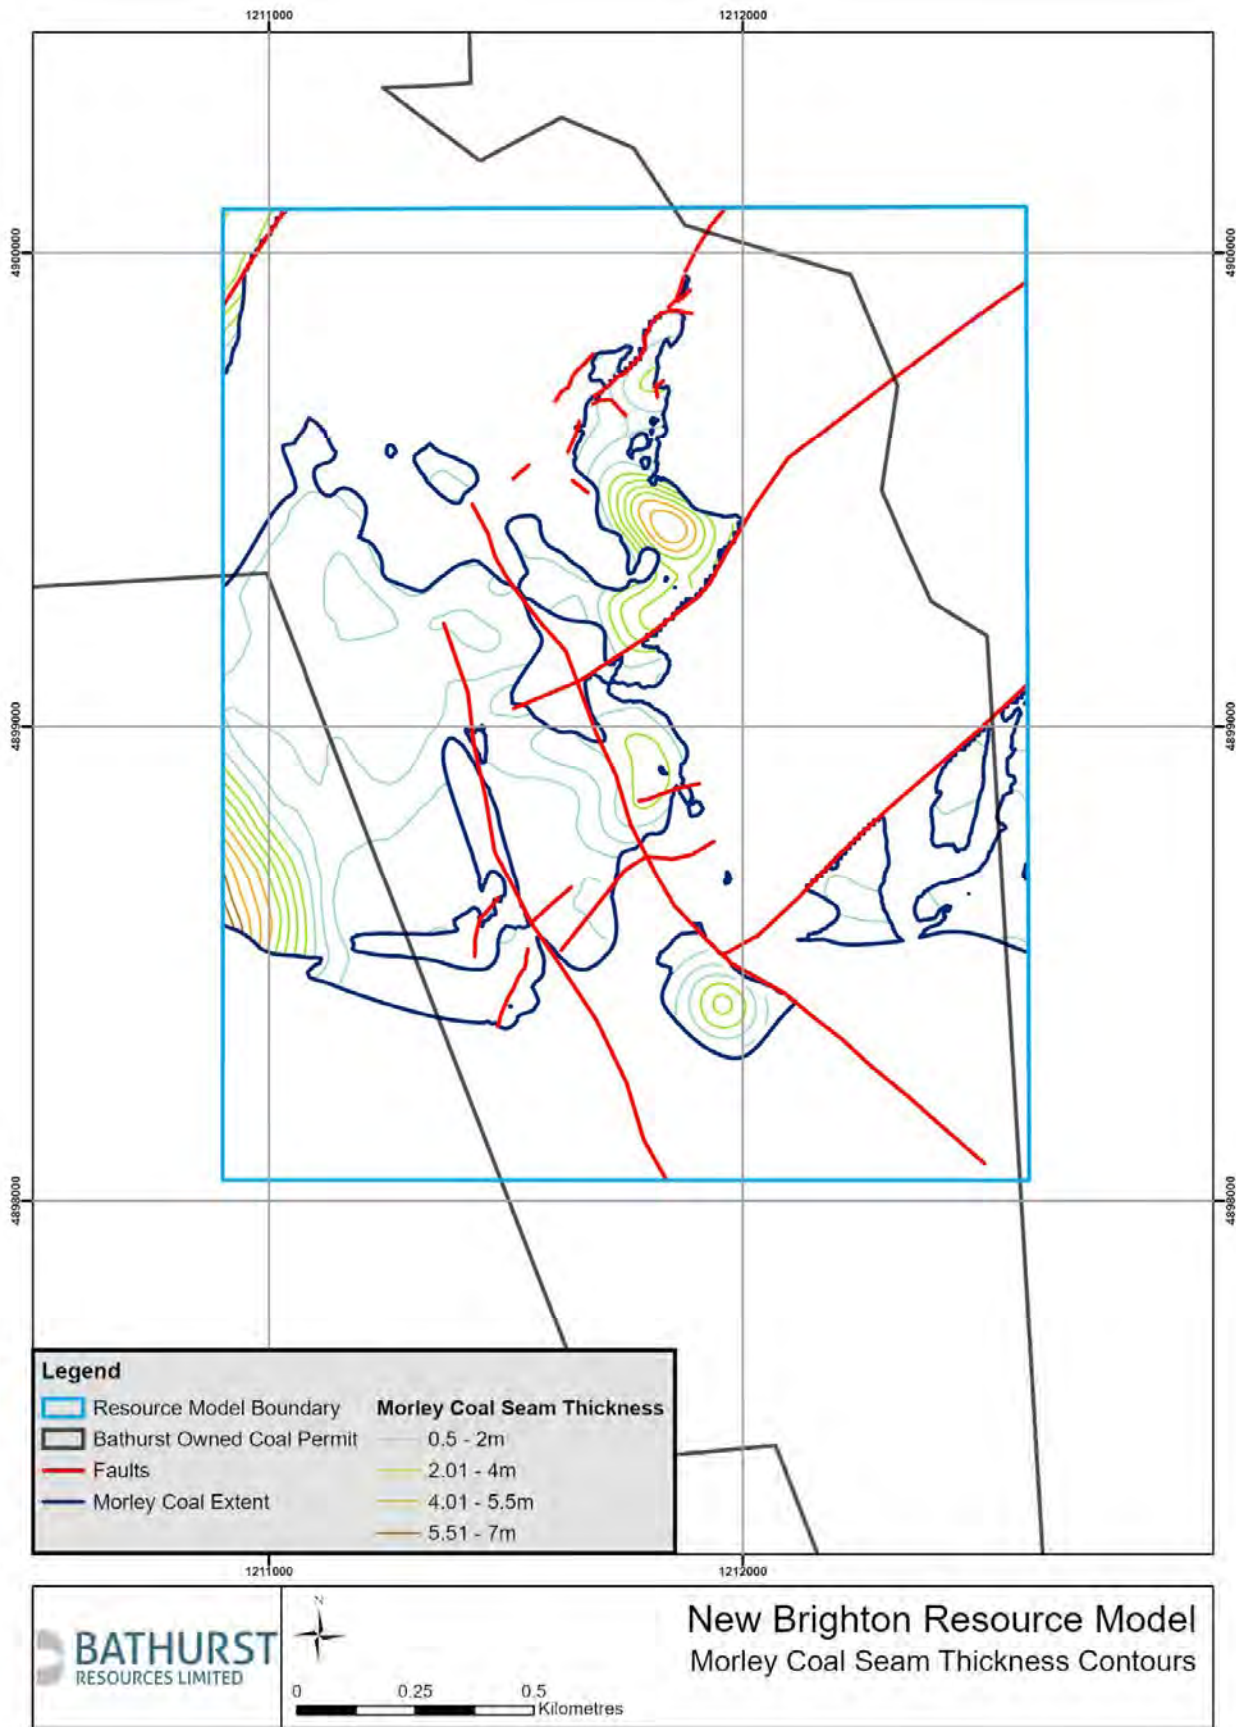 1211000
1212000
4900000
4900000
4899000
4899000
4898000
4898000
Legend
Resource Model Boundary
Bathurst Owned Coal Permit
Faults
Morley Coal Extent
Morley Coal Seam Thickness
0.5 - 2m
2.01 - 4m
4.01 - 5.5m
5.51 - 7m
1211000
1212000
BATHURST
RESOURCES LIMITED
N
0 0.25 0.5
Kilometres
New Brighton Resource Model
Morley Coal Seam Thickness Contours